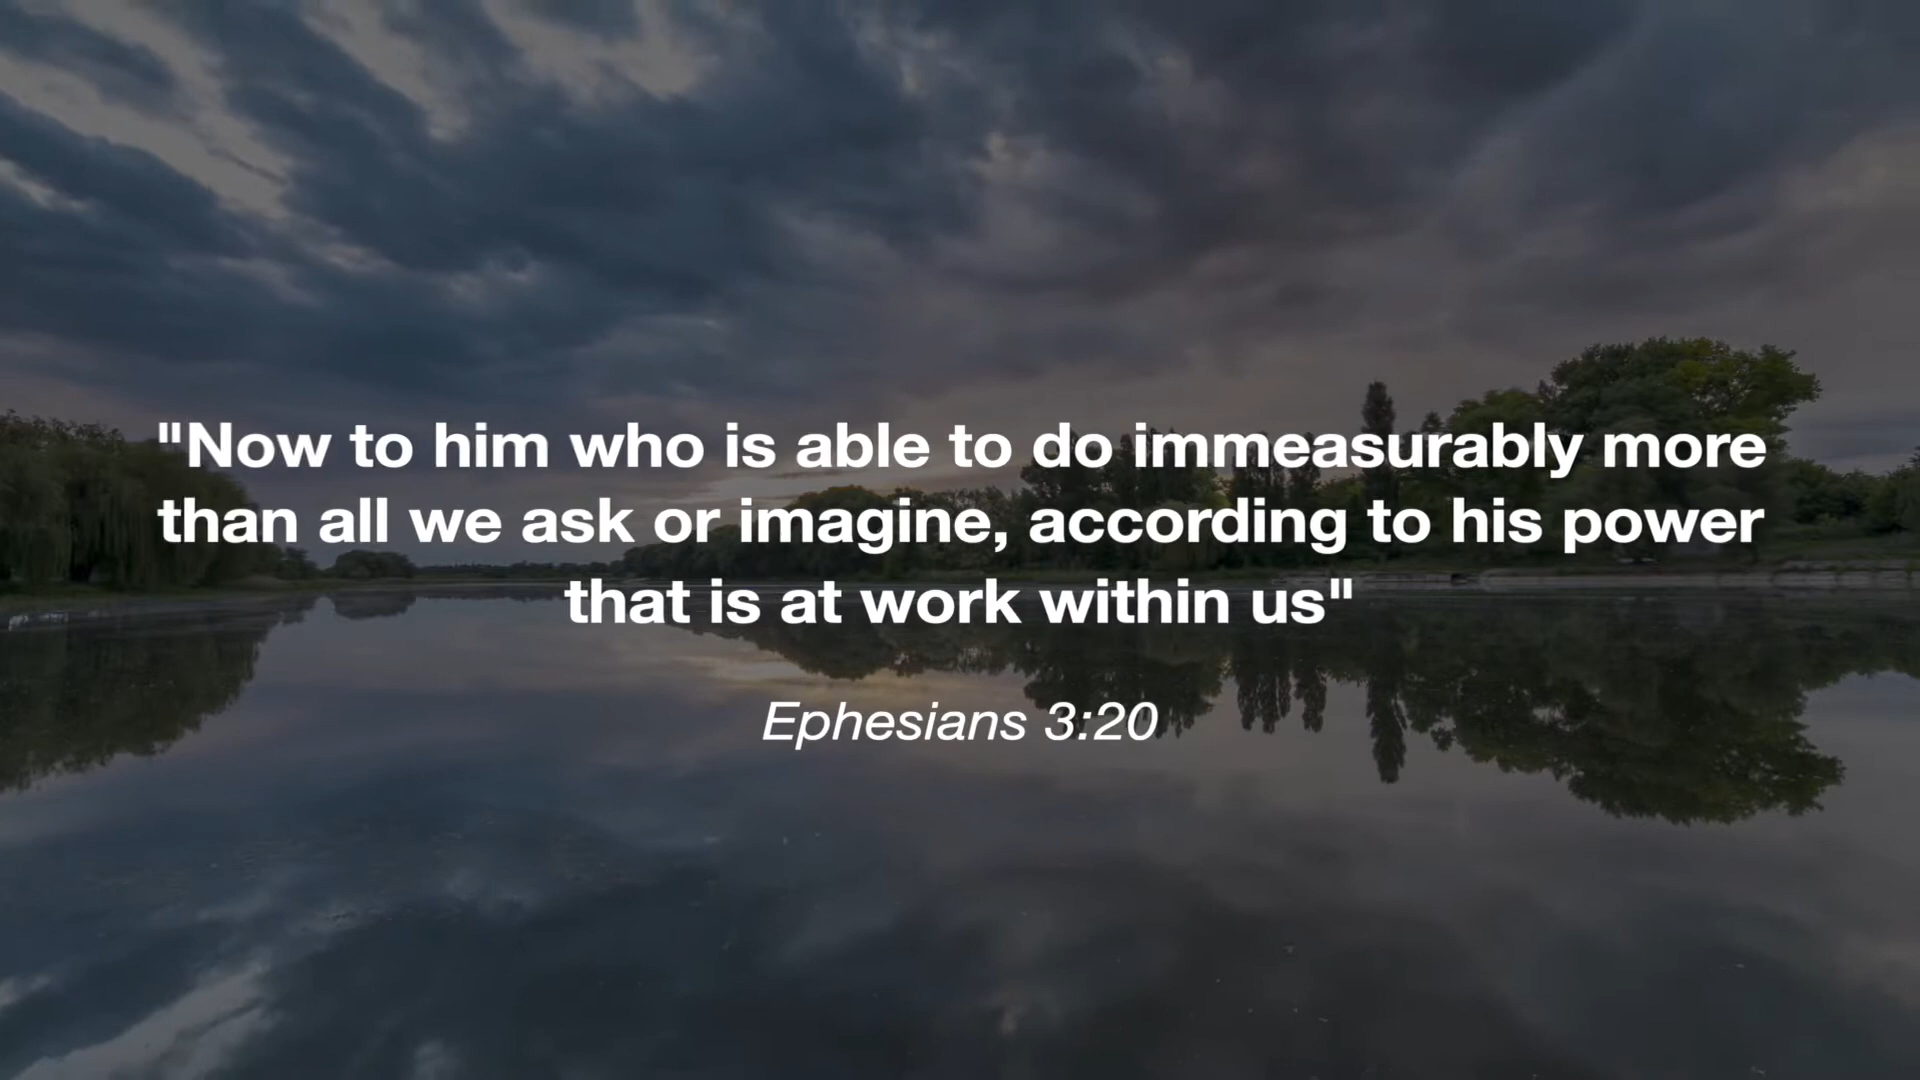 "Now to him who is able to do immeasurably more
than all we ask or imagine, according to his power
that is at work within us"
Ephesians 3:20